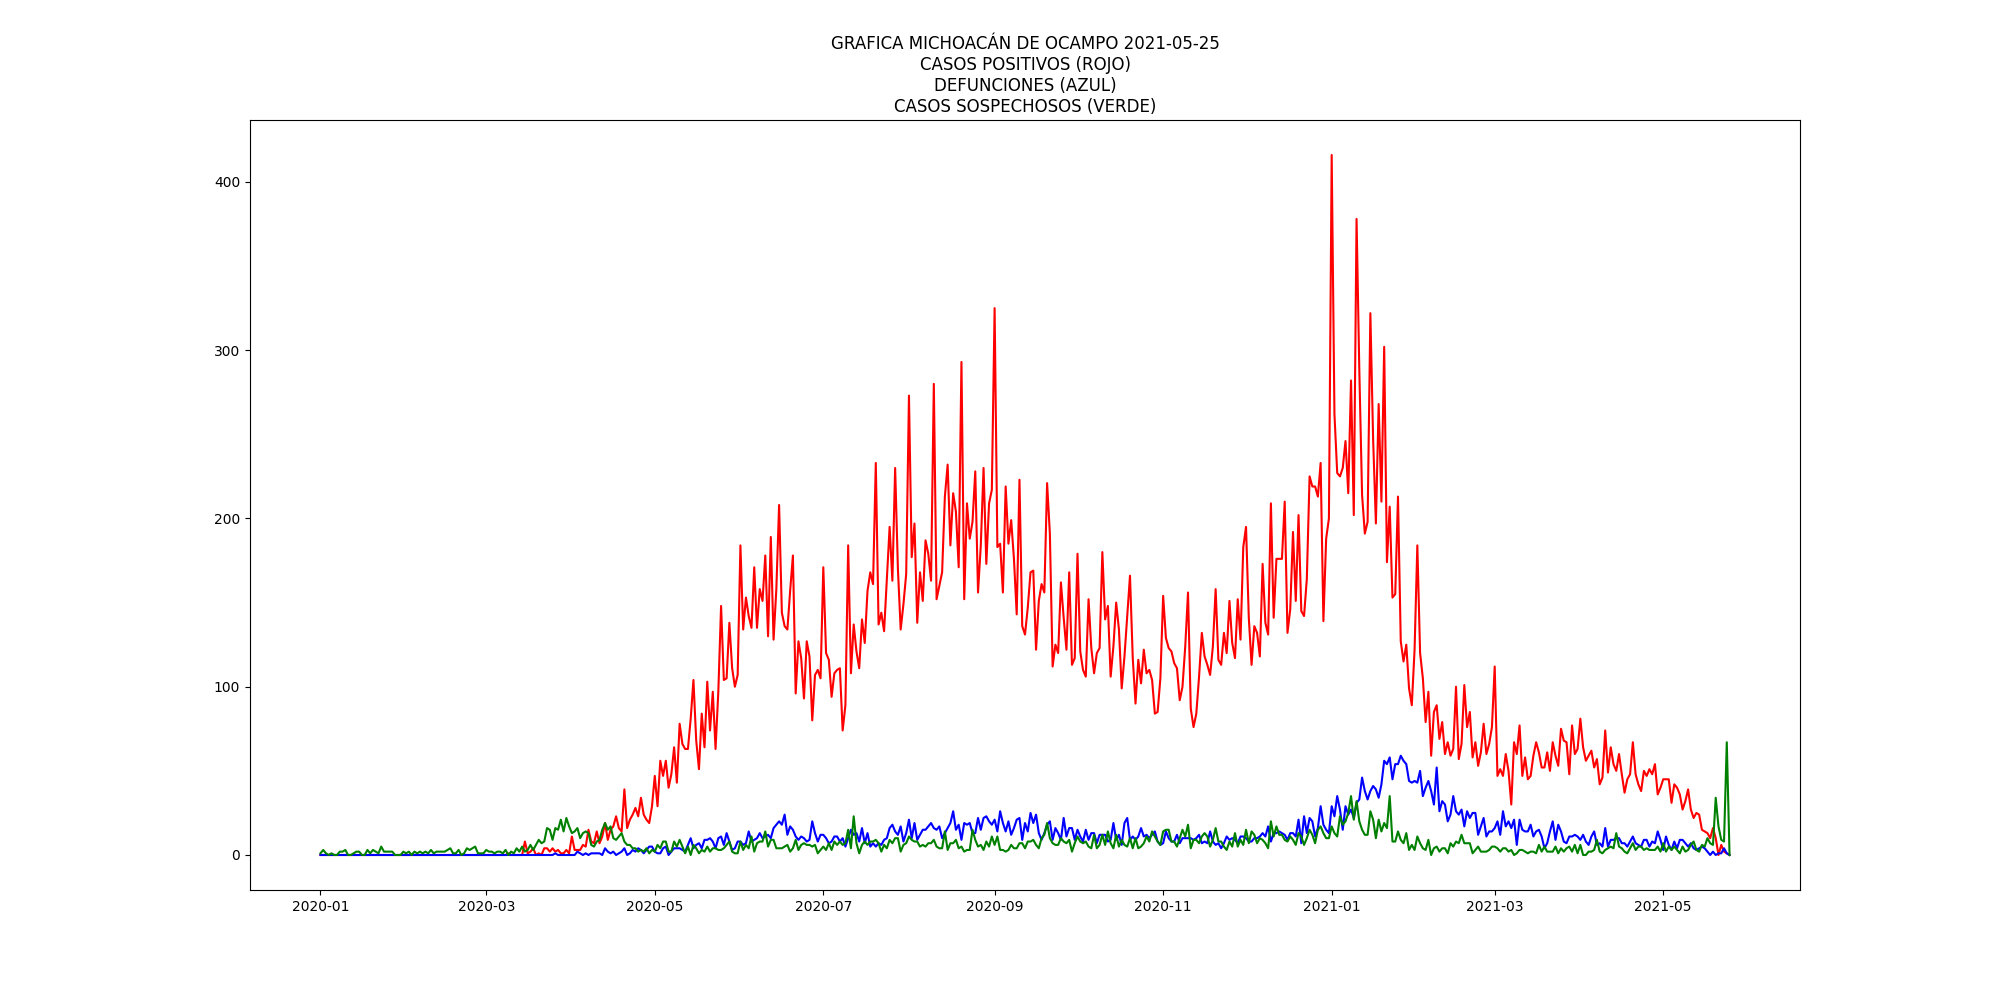 GRAFICA MICHOACÁN DE OCAMPO 2021-05-25
CASOS POSITIVOS (ROJO)
DEFUNCIONES (AZUL)
CASOS SOSPECHOSOS (VERDE)
400
300
200
100
0
2020-01 2020-03 2020-05 2020-07 2020-09 2020-11 2021-01 2021-03 2021-05